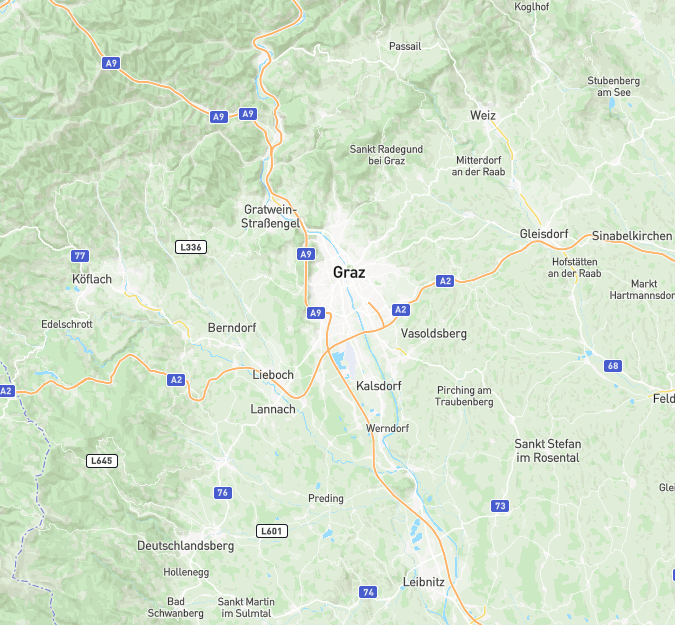 Koglhof
Passail
A9
Stubenberg
am See
A9
A9
Weiz
Sankt Radegund
bei Graz
Mitterdorf
an der Raab
Gratwein-
Straßengel
Gleisdorf
Sinabelkirchen
L336
77
A9
Hofstätten
an der Raab
Graz
Köflach
A2
Markt
Hartmannsdor
A9
A2
Edelschrott
Berndorf
Vasoldsberg
68
Lieboch
A2
Kalsdorf
A2
Pirching am
Traubenberg
Feld
Lannach
Werndorf
Sankt Stefan
im Rosental
L645
Glei
76
Preding
73
L601
Deutschlandsberg
Hollenegg
Leibnitz
74
Bad
Schwanberg
Sankt Martin
im Sulmtal